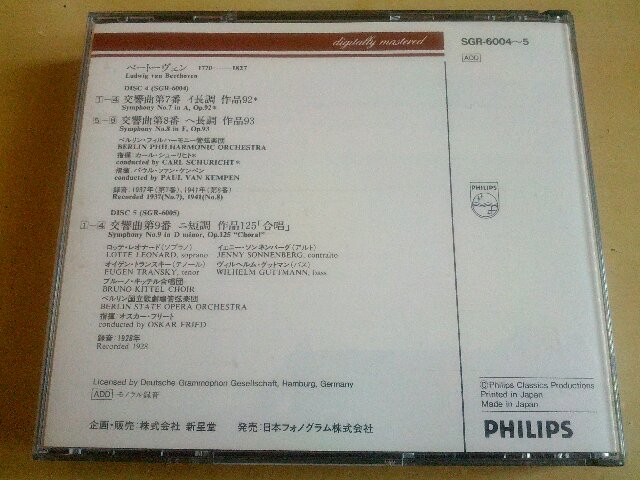 digitally mastered
SGR-6004〜5
ADD
ベートーヴェン 1770——1827
Ludwig van Beethoven
DISC 4 (SGR-6004)
1-4 交響曲第7番 イ長調 作品92*
Symphony No.7 in A, Op.92*
5-8 交響曲第8番 ヘ長調 作品93
Symphony No.8 in F, Op.93
ベルリン・フィルハーモニー管弦楽団
BERLIN PHILHARMONIC ORCHESTRA
指揮：カール・シューリヒト*
conducted by CARL SCHURICHT*
指揮：パウル・ヴァン・ケンペン
conducted by PAUL VAN KEMPEN
録音：1937年（第7番）、1941年（第8番）
Recorded 1937(No.7), 1941(No.8)
DISC 5 (SGR-6005)
1-4 交響曲第9番 ニ短調 作品125「合唱」
Symphony No.9 in D minor, Op.125 "Choral"
ロッテ・レオナード（ソプラノ） イェニー・ゾンネンバーグ（アルト）
LOTTE LEONARD, soprano JENNY SONNENBERG, contralto
オイゲン・トランスキー（テノール） ヴィルヘルム・グットマン（バス）
EUGEN TRANSKY, tenor WILHELM GUTTMANN, bass
ブルーノ・キッテル合唱団
BRUNO KITTEL CHOIR
ベルリン国立歌劇場管弦楽団
BERLIN STATE OPERA ORCHESTRA
指揮：オスカー・フリート
conducted by OSKAR FRIED
録音：1928年
Recorded 1928
PHILIPS
Licensed by Deutsche Grammophon Gesellschaft, Hamburg, Germany
ADD モノラル録音
企画・販売：株式会社 新星堂 発売：日本フォノグラム株式会社
©Philips Classics Productions
Printed in Japan
Made in Japan
PHILIPS